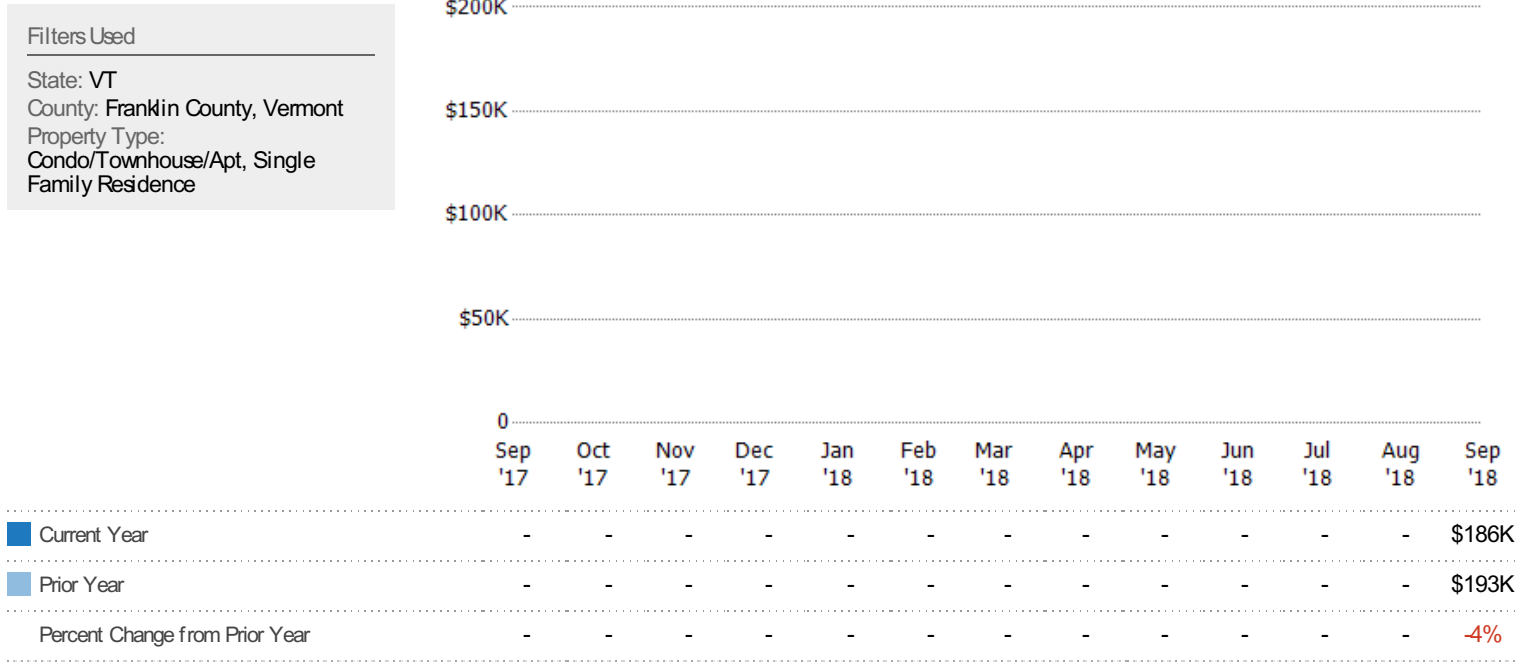 Filters Used
State: VT
County: Franklin County, Vermont
Property Type:
Condo/Townhouse/Apt, Single
Family Residence
$200K
$150K
$100K
$50K
0
Sep Oct Nov Dec Jan Feb Mar Apr May Jun Jul Aug Sep
'17 '17 '17 '17 '18 '18 '18 '18 '18 '18 '18 '18 '18
Current Year - - - - - - - - - - - - $186K
Prior Year - - - - - - - - - - - - $193K
Percent Change from Prior Year - - - - - - - - - - - - -4%